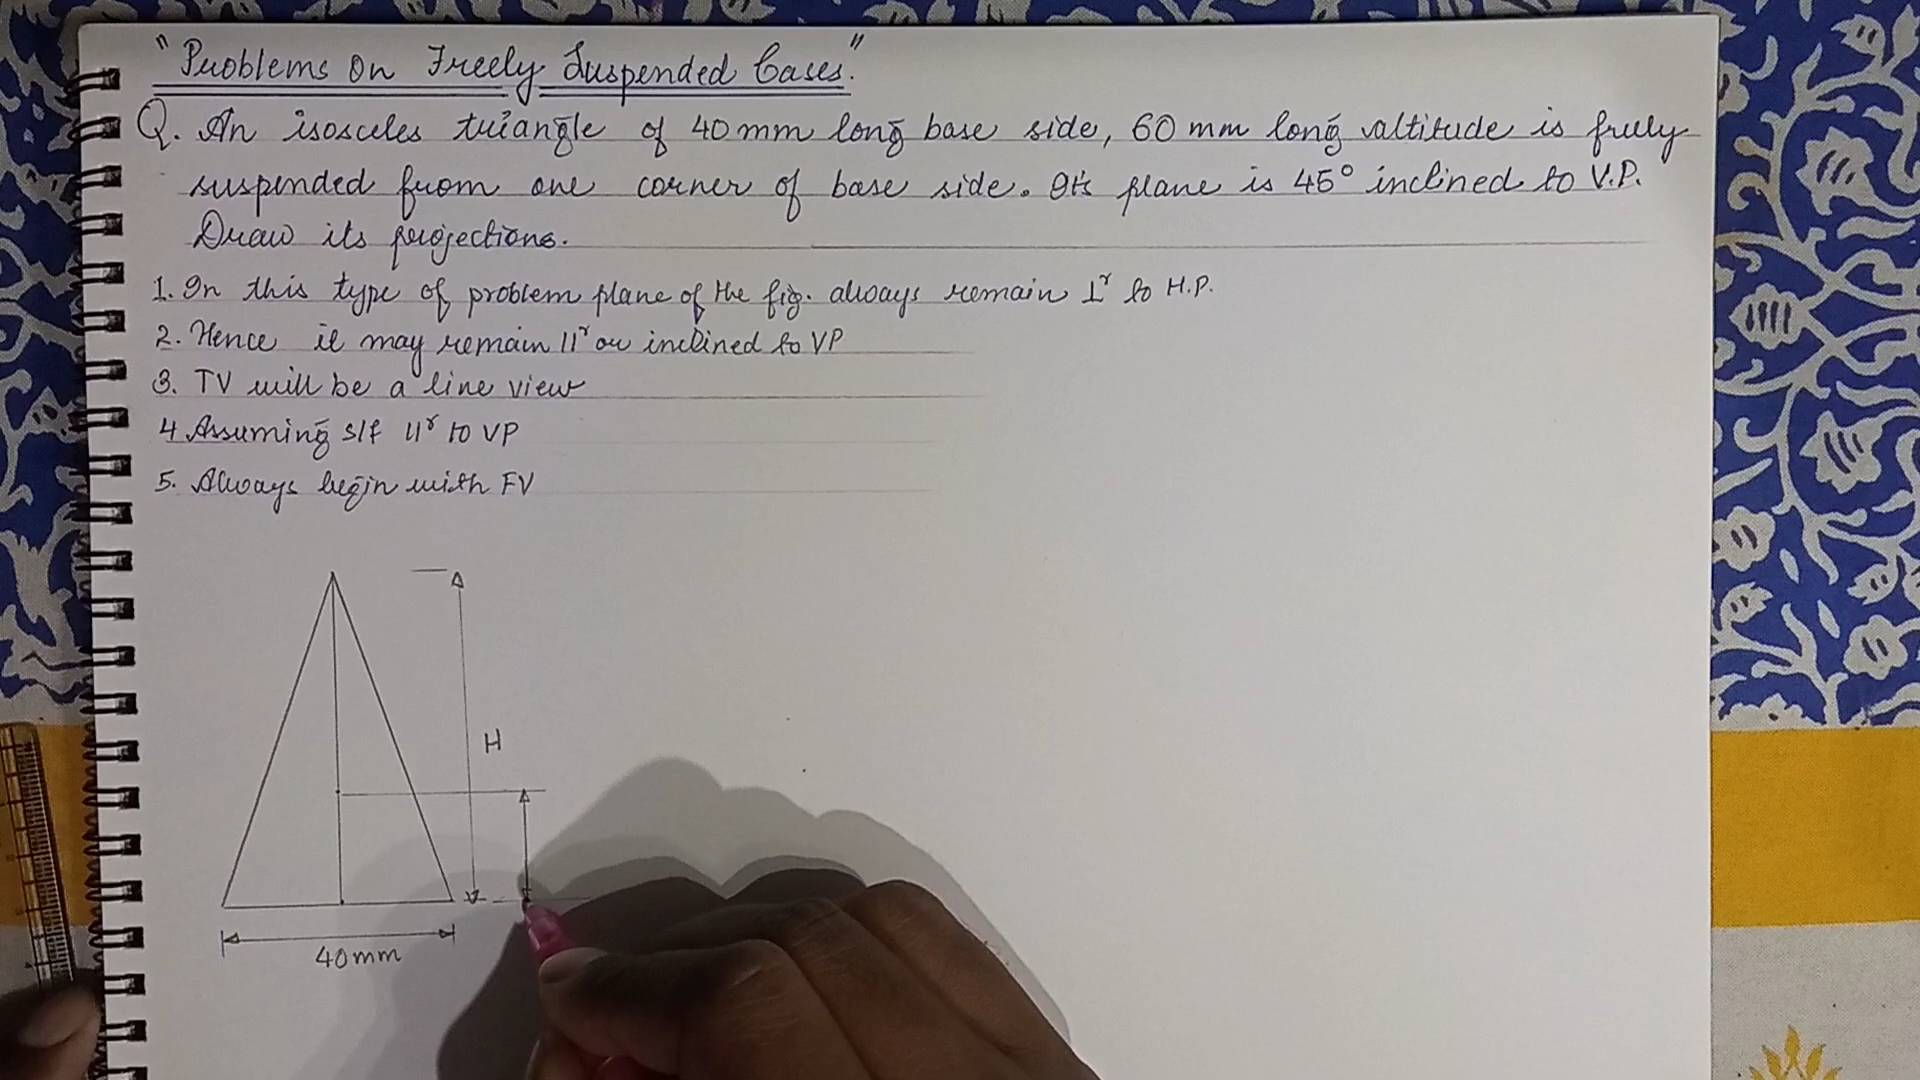 "Problems On Freely Suspended Cases."
Q. An isosceles triangle of 40 mm long base side, 60 mm long altitude is freely
suspended from one corner of base side. It's plane is 45° inclined to V.P.
Draw its projections.
1. In this type of problem plane of the fig. always remain ⊥r to H.P.
2. Hence it may remain 11r or inclined to VP
3. TV will be a line view
4 Assuming s/f 11r to VP
5. Always begin with FV
H
40mm